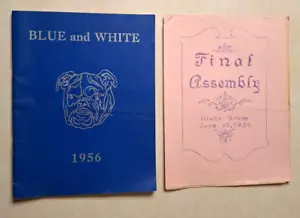 BLUE and WHITE
1956
Final
Assembly
Ninth Grade
June 15, 1956